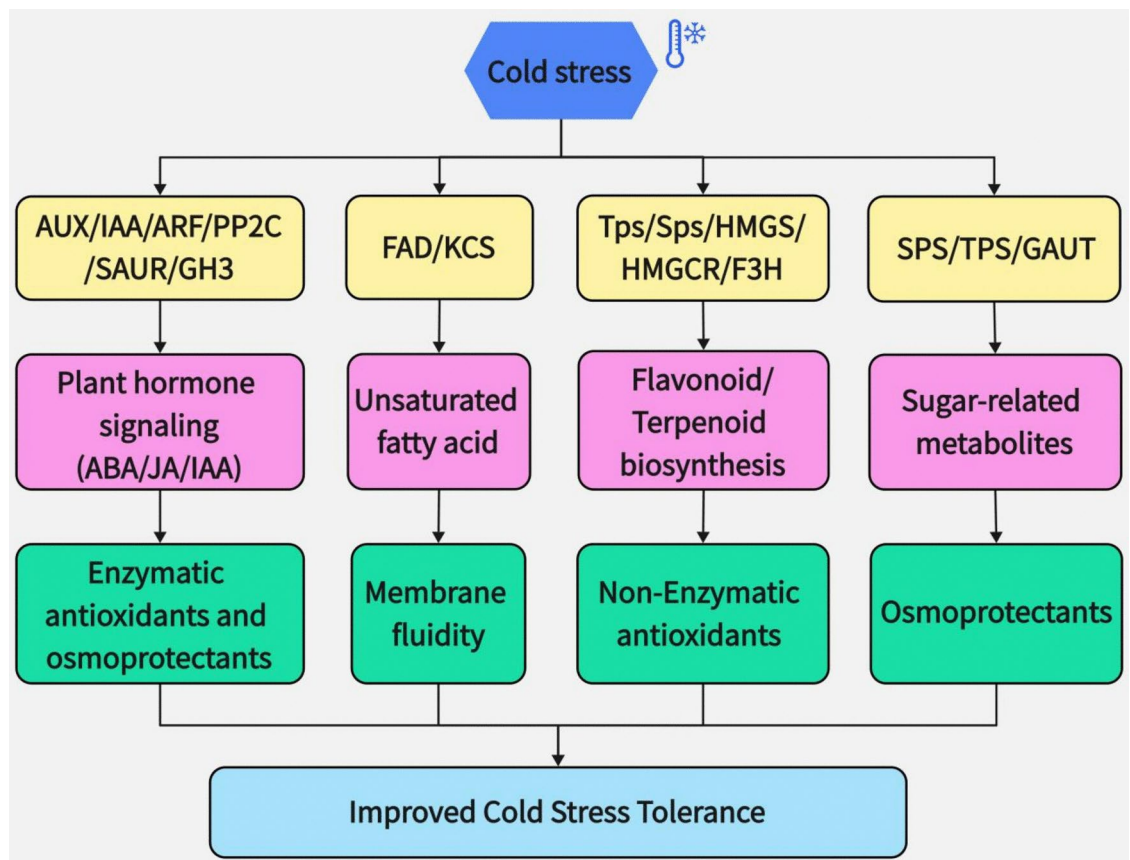 Cold stress
AUX/IAA/ARF/PP2C
/SAUR/GH3
FAD/KCS
Tps/Sps/HMGS/
HMGCR/F3H
SPS/TPS/GAUT
Plant hormone
signaling
(ABA/JA/IAA)
Unsaturated
fatty acid
Flavonoid/
Terpenoid
biosynthesis
Sugar-related
metabolites
Enzymatic
antioxidants and
osmoprotectants
Membrane
fluidity
Non-Enzymatic
antioxidants
Osmoprotectants
Improved Cold Stress Tolerance